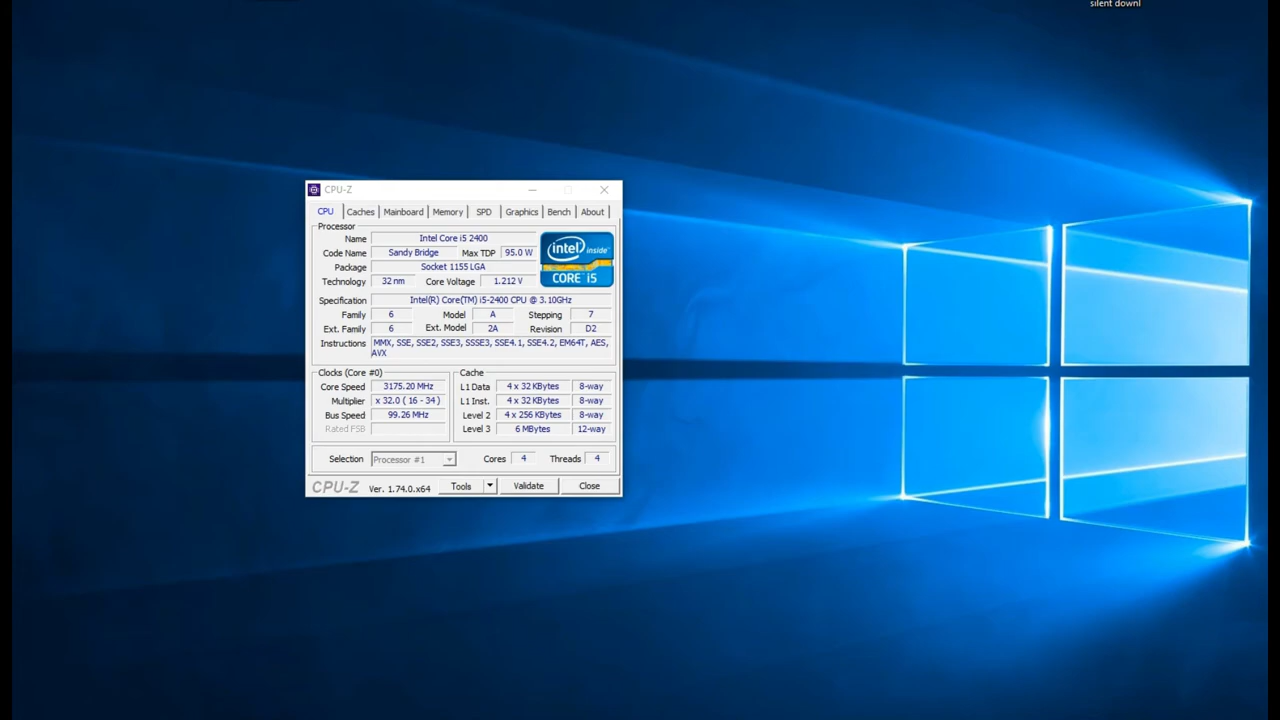 silent downl
CPU-Z
CPU Caches Mainboard Memory SPD Graphics Bench About
Processor
Name Intel Core i5 2400
Code Name Sandy Bridge Max TDP 95.0 W
Package Socket 1155 LGA
Technology 32 nm Core Voltage 1.212 V
intel inside™
CORE i5
Specification Intel(R) Core(TM) i5-2400 CPU @ 3.10GHz
Family 6 Model A Stepping 7
Ext. Family 6 Ext. Model 2A Revision D2
Instructions MMX, SSE, SSE2, SSE3, SSSE3, SSE4.1, SSE4.2, EM64T, AES,
AVX
Clocks (Core #0) Cache
Core Speed 3175.20 MHz L1 Data 4 x 32 KBytes 8-way
Multiplier x 32.0 ( 16 - 34 ) L1 Inst. 4 x 32 KBytes 8-way
Bus Speed 99.26 MHz Level 2 4 x 256 KBytes 8-way
Rated FSB Level 3 6 MBytes 12-way
Selection Processor #1 Cores 4 Threads 4
CPU-Z Ver. 1.74.0.x64 Tools Validate Close